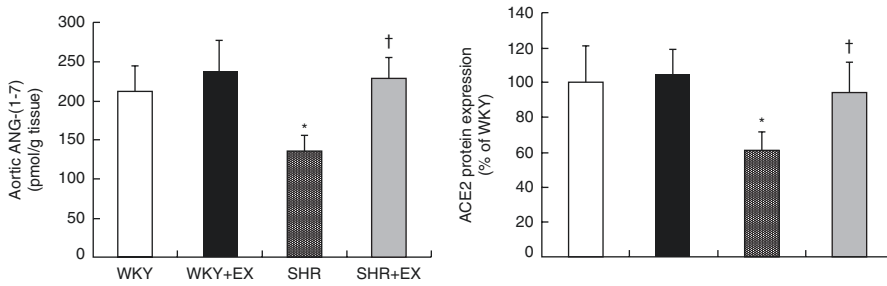 Aortic ANG-(1-7)
(pmol/g tissue)
300
250
200
150
100
50
0
*
†
WKY
WKY+EX
SHR
SHR+EX
ACE2 protein expression
(% of WKY)
140
120
100
80
60
40
20
0
*
†